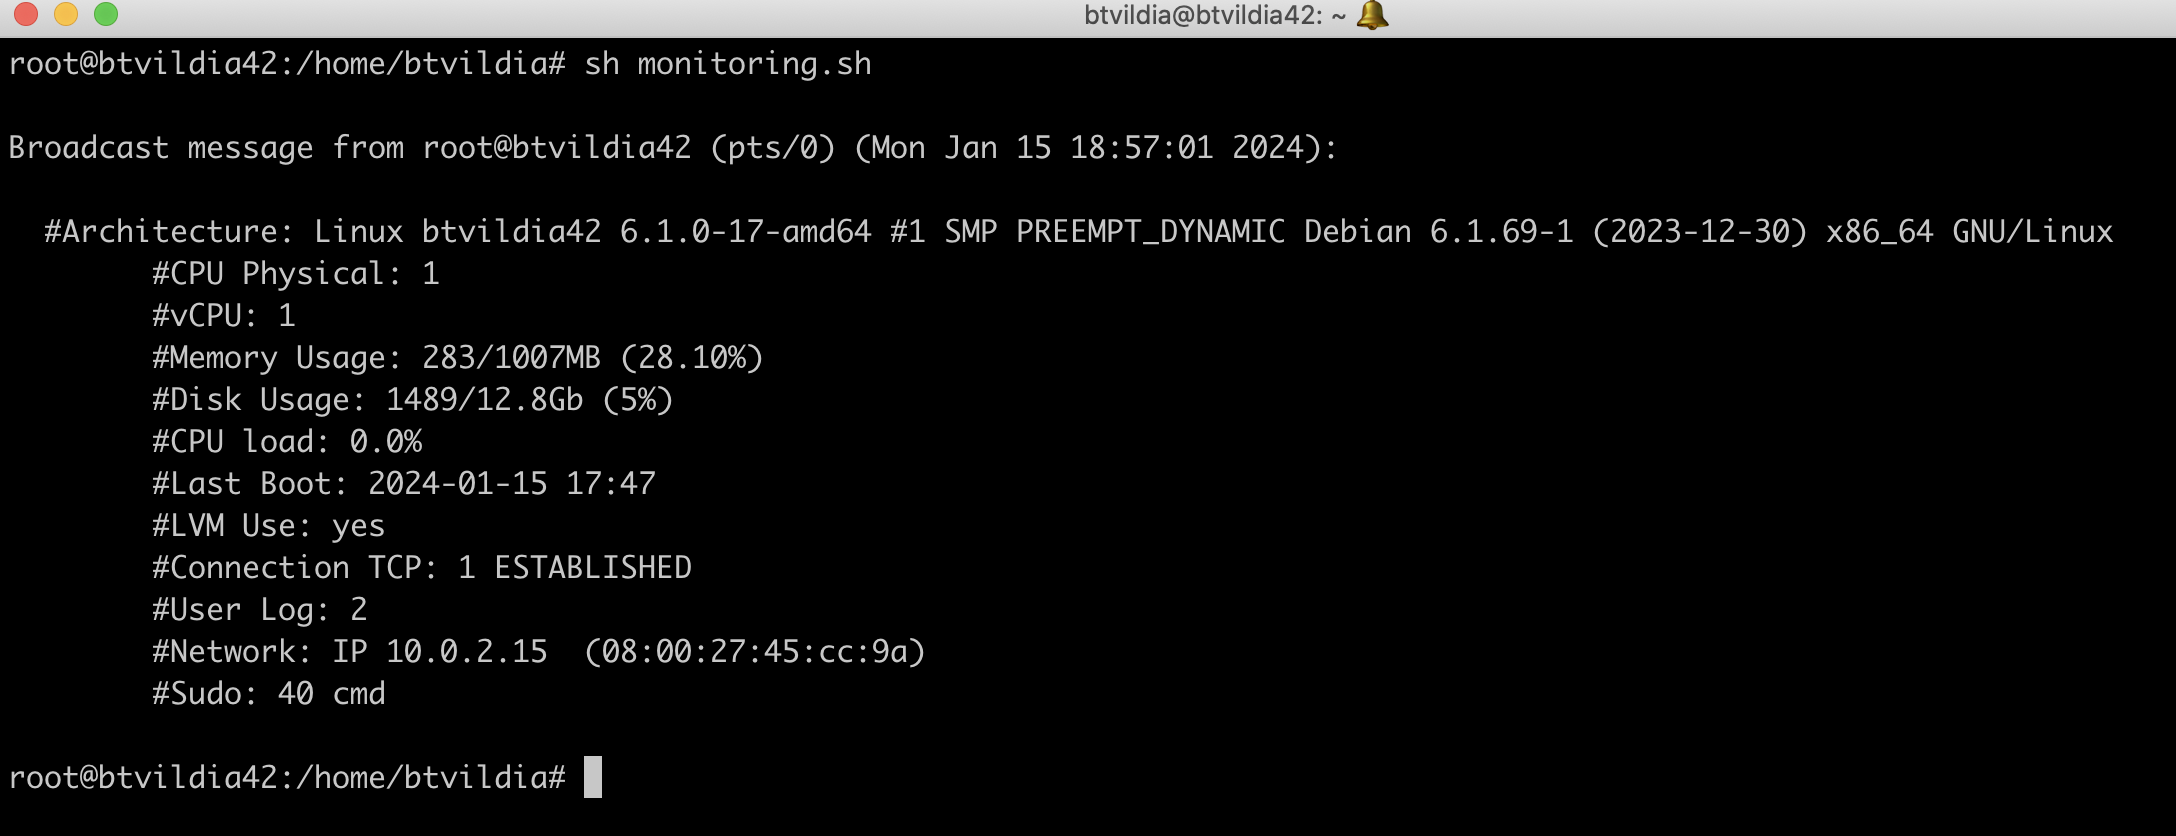 btvildia@btvildia42: ~
root@btvildia42:/home/btvildia# sh monitoring.sh
Broadcast message from root@btvildia42 (pts/0) (Mon Jan 15 18:57:01 2024):
#Architecture: Linux btvildia42 6.1.0-17-amd64 #1 SMP PREEMPT_DYNAMIC Debian 6.1.69-1 (2023-12-30) x86_64 GNU/Linux
#CPU Physical: 1
#vCPU: 1
#Memory Usage: 283/1007MB (28.10%)
#Disk Usage: 1489/12.8Gb (5%)
#CPU load: 0.0%
#Last Boot: 2024-01-15 17:47
#LVM Use: yes
#Connection TCP: 1 ESTABLISHED
#User Log: 2
#Network: IP 10.0.2.15  (08:00:27:45:cc:9a)
#Sudo: 40 cmd
root@btvildia42:/home/btvildia#